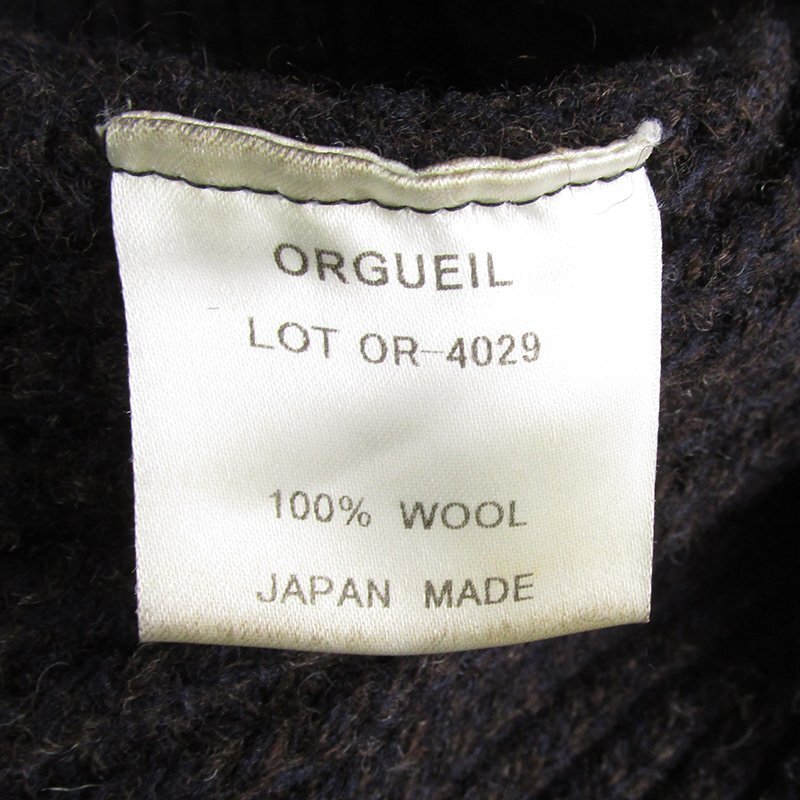 ORGUEIL
LOT OR-4029
100% WOOL
JAPAN MADE